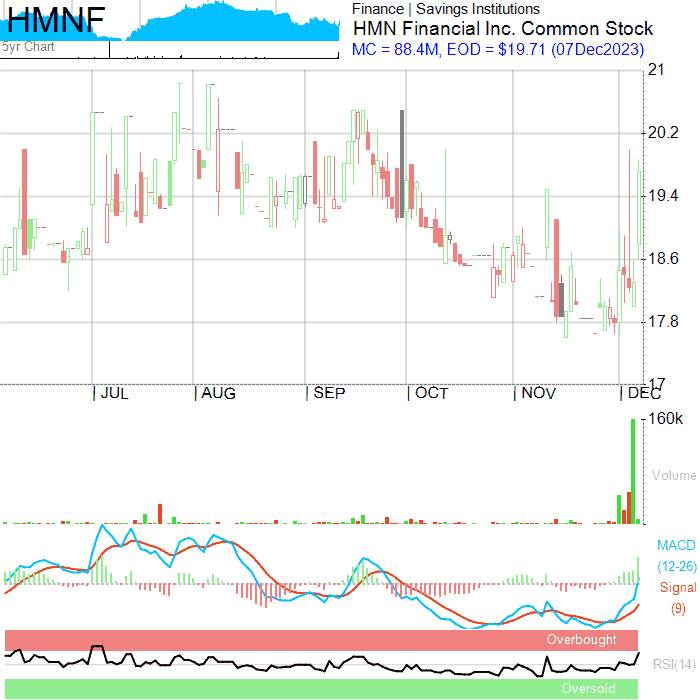 HMNF
5yr Chart
Finance | Savings Institutions
HMN Financial Inc. Common Stock
MC = 88.4M, EOD = $19.71 (07Dec2023)
21
20.2
19.4
18.6
17.8
17
JUL AUG SEP OCT NOV DEC
160k
Volume
MACD
(12-26)
Signal
(9)
Overbought
RSI(14)
Oversold